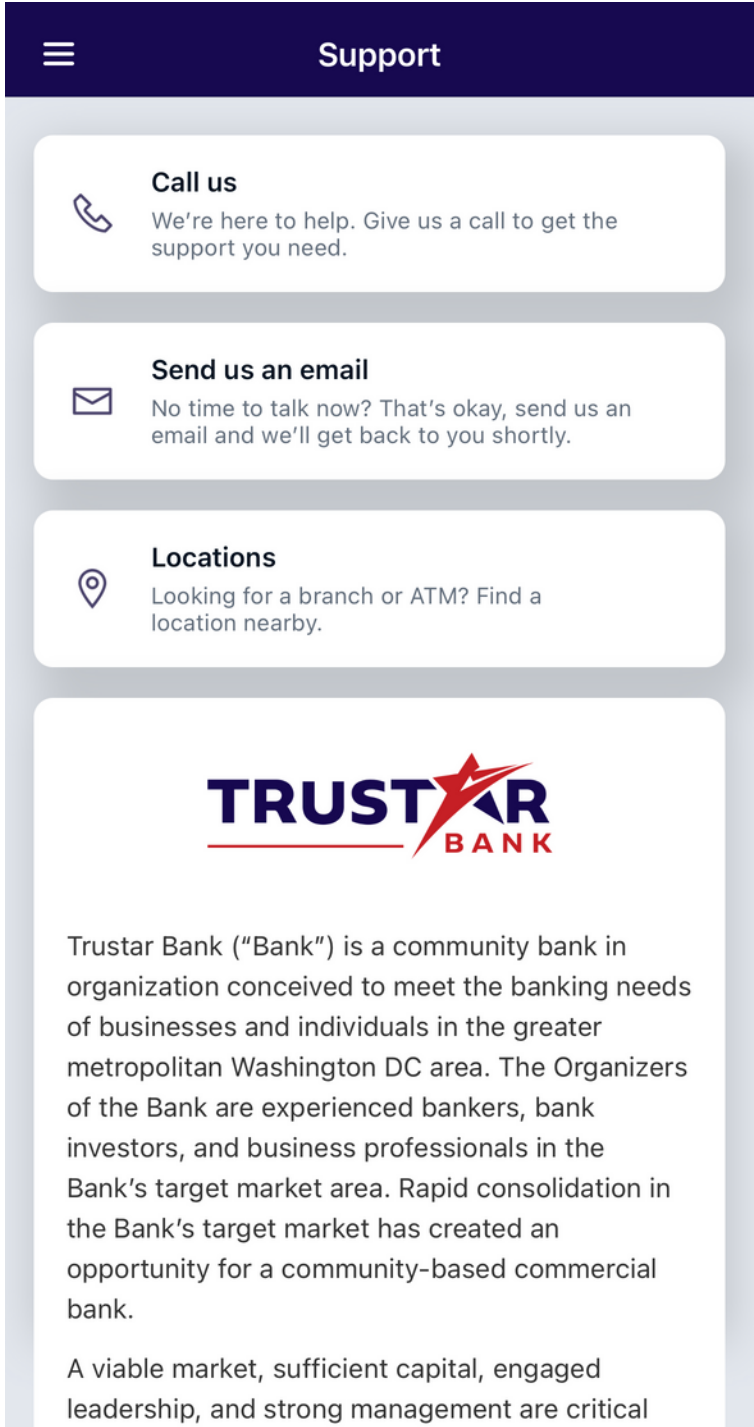 Support
Call us
We’re here to help. Give us a call to get the
support you need.
Send us an email
No time to talk now? That’s okay, send us an
email and we’ll get back to you shortly.
Locations
Looking for a branch or ATM? Find a
location nearby.
TRUSTAR
BANK
Trustar Bank (“Bank”) is a community bank in
organization conceived to meet the banking needs
of businesses and individuals in the greater
metropolitan Washington DC area. The Organizers
of the Bank are experienced bankers, bank
investors, and business professionals in the
Bank’s target market area. Rapid consolidation in
the Bank’s target market has created an
opportunity for a community-based commercial
bank.
A viable market, sufficient capital, engaged
leadership, and strong management are critical